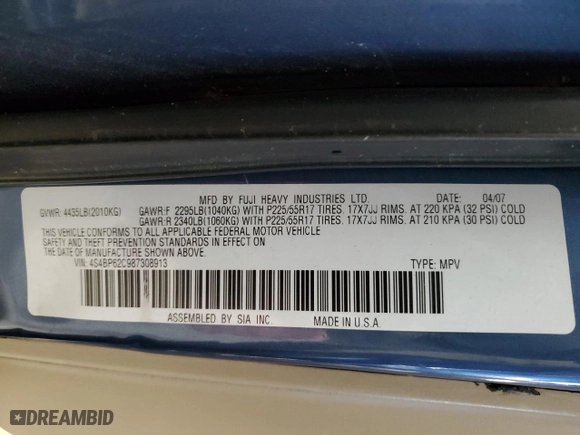 MFD. BY FUJI HEAVY INDUSTRIES LTD. DATE: 04/07
GVWR: 4435LB(2010KG) GAWR:F 2295LB(1040KG) WITH P225/55R17 TIRES. 17X7JJ RIMS. AT 220 KPA (32 PSI) COLD
GAWR:R 2340LB(1060KG) WITH P225/55R17 TIRES. 17X7JJ RIMS. AT 210 KPA (30 PSI) COLD
THIS VEHICLE CONFORMS TO ALL APPLICABLE FEDERAL MOTOR VEHICLE
SAFETY AND THEFT PREVENTION STANDARDS IN EFFECT ON
THE DATE OF MANUFACTURE SHOWN ABOVE.
VIN: 4S4BP62C987308913 TYPE: MPV
ASSEMBLED BY SIA INC. MADE IN U.S.A.
DREAMBID